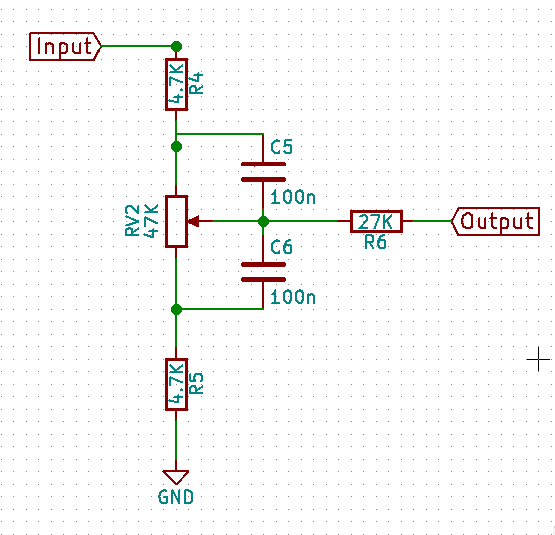 Input
4.7K
R4
C5
100n
RV2
47K
27K
R6
Output
C6
100n
4.7K
R5
GND